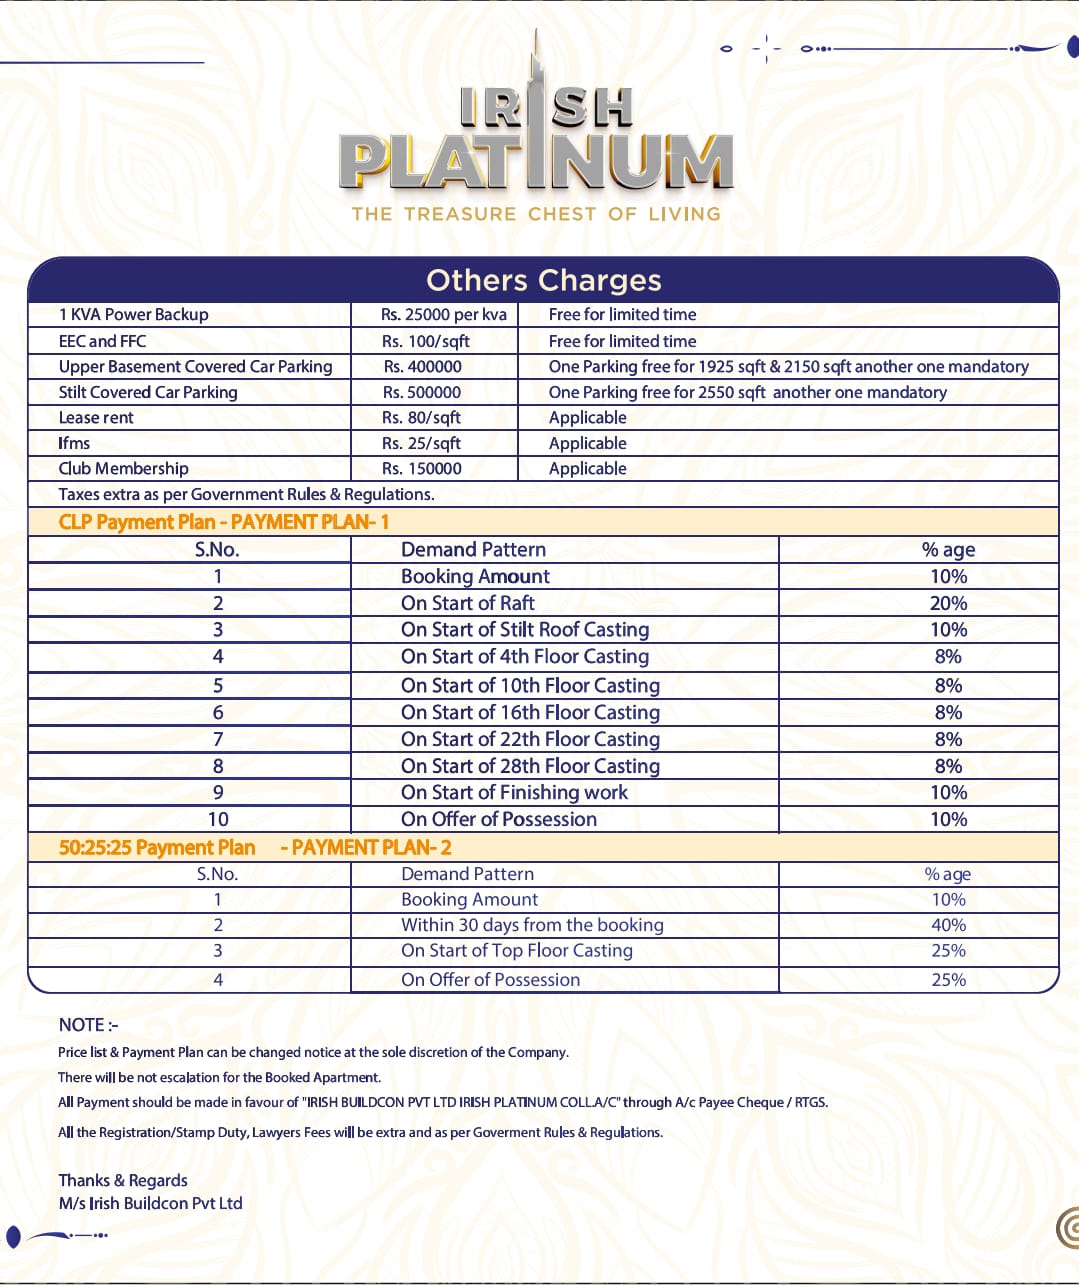 IRISH
PLATINUM
THE TREASURE CHEST OF LIVING
Others Charges
1 KVA Power Backup Rs. 25000 per kva Free for limited time
EEC and FFC Rs. 100/sqft Free for limited time
Upper Basement Covered Car Parking Rs. 400000 One Parking free for 1925 sqft & 2150 sqft another one mandatory
Stilt Covered Car Parking Rs. 500000 One Parking free for 2550 sqft another one mandatory
Lease rent Rs. 80/sqft Applicable
Ifms Rs. 25/sqft Applicable
Club Membership Rs. 150000 Applicable
Taxes extra as per Government Rules & Regulations.
CLP Payment Plan - PAYMENT PLAN- 1
S.No. Demand Pattern % age
1 Booking Amount 10%
2 On Start of Raft 20%
3 On Start of Stilt Roof Casting 10%
4 On Start of 4th Floor Casting 8%
5 On Start of 10th Floor Casting 8%
6 On Start of 16th Floor Casting 8%
7 On Start of 22th Floor Casting 8%
8 On Start of 28th Floor Casting 8%
9 On Start of Finishing work 10%
10 On Offer of Possession 10%
50:25:25 Payment Plan - PAYMENT PLAN- 2
S.No. Demand Pattern % age
1 Booking Amount 10%
2 Within 30 days from the booking 40%
3 On Start of Top Floor Casting 25%
4 On Offer of Possession 25%
NOTE :-
Price list & Payment Plan can be changed notice at the sole discretion of the Company.
There will be not escalation for the Booked Apartment.
All Payment should be made in favour of "IRISH BUILDCON PVT LTD IRISH PLATINUM COLL.A/C" through A/c Payee Cheque / RTGS.
All the Registration/Stamp Duty, Lawyers Fees will be extra and as per Goverment Rules & Regulations.
Thanks & Regards
M/s Irish Buildcon Pvt Ltd